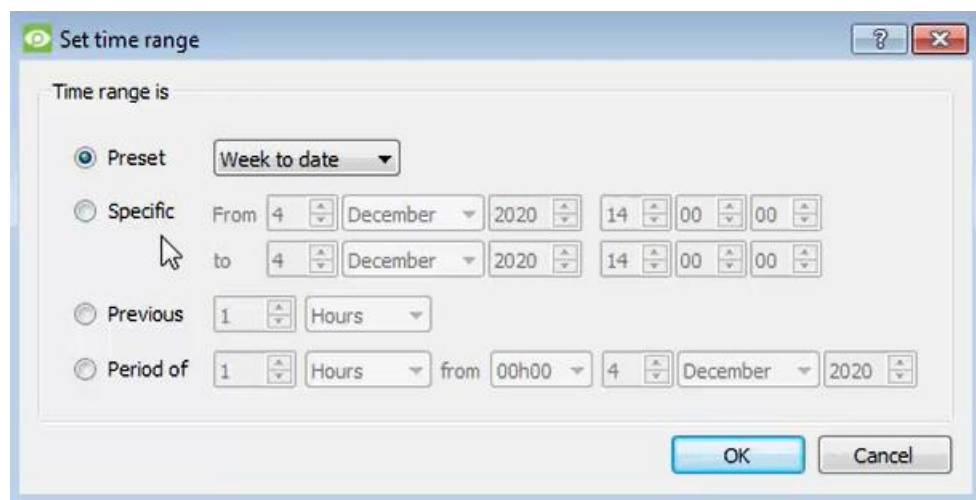 Set time range
Time range is
Preset Week to date
Specific From 4 December 2020 14 00 00
to 4 December 2020 14 00 00
Previous 1 Hours
Period of 1 Hours from 00h00 4 December 2020
OK Cancel